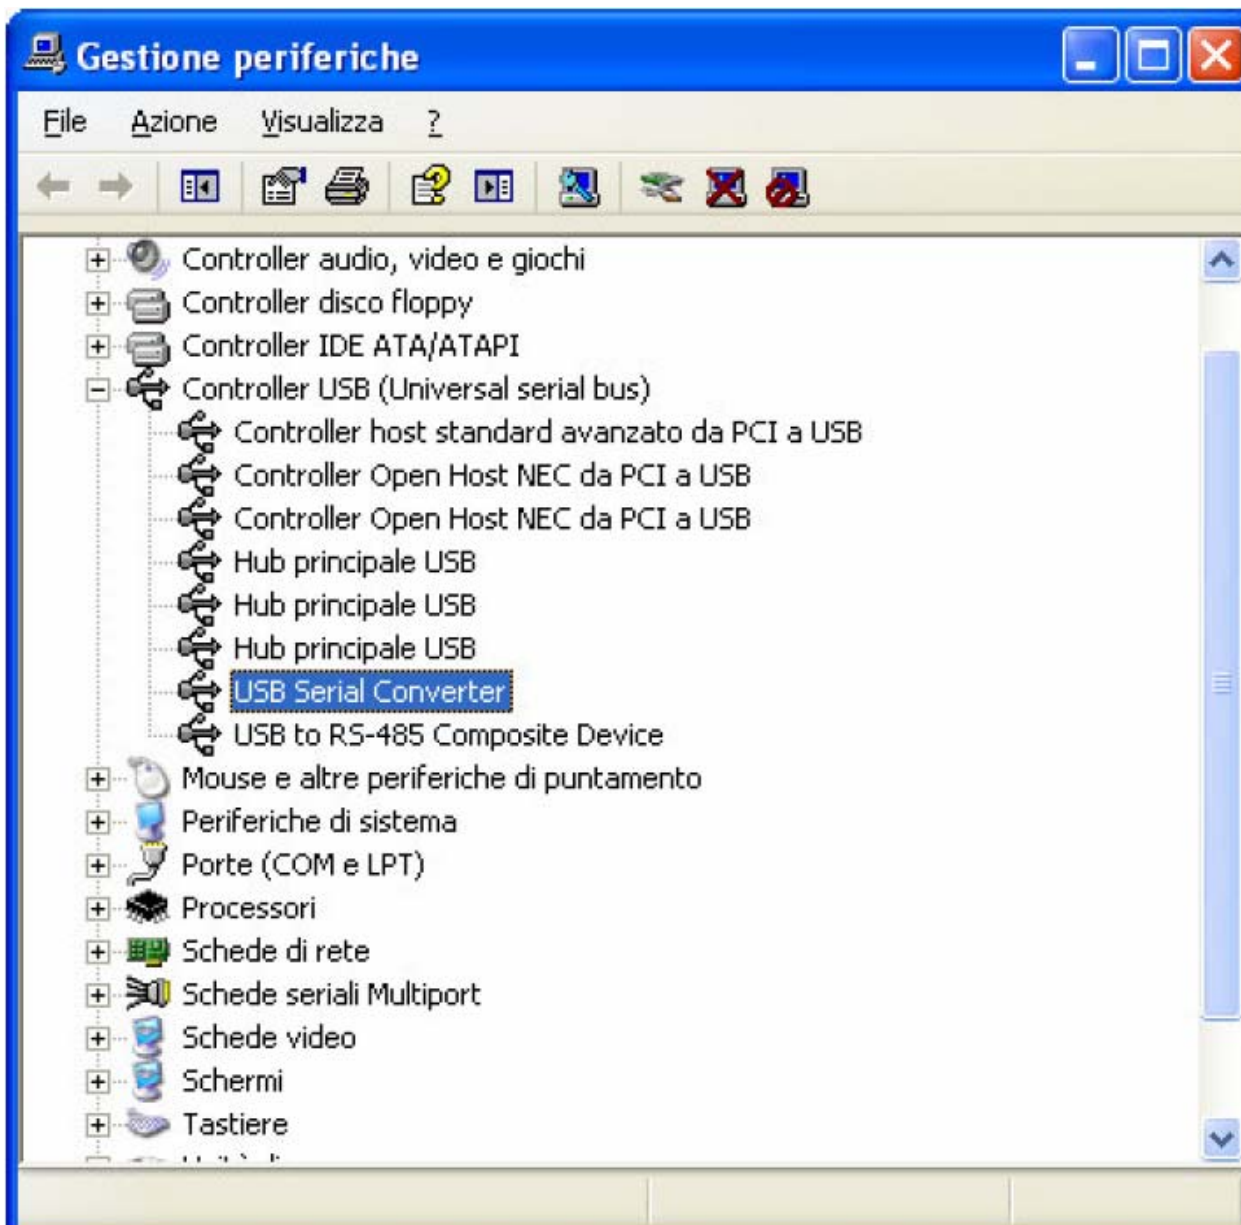 Gestione periferiche
File Azione Visualizza ?
Controller audio, video e giochi
Controller disco floppy
Controller IDE ATA/ATAPI
Controller USB (Universal serial bus)
Controller host standard avanzato da PCI a USB
Controller Open Host NEC da PCI a USB
Controller Open Host NEC da PCI a USB
Hub principale USB
Hub principale USB
Hub principale USB
USB Serial Converter
USB to RS-485 Composite Device
Mouse e altre periferiche di puntamento
Periferiche di sistema
Porte (COM e LPT)
Processori
Schede di rete
Schede seriali Multiport
Schede video
Schermi
Tastiere